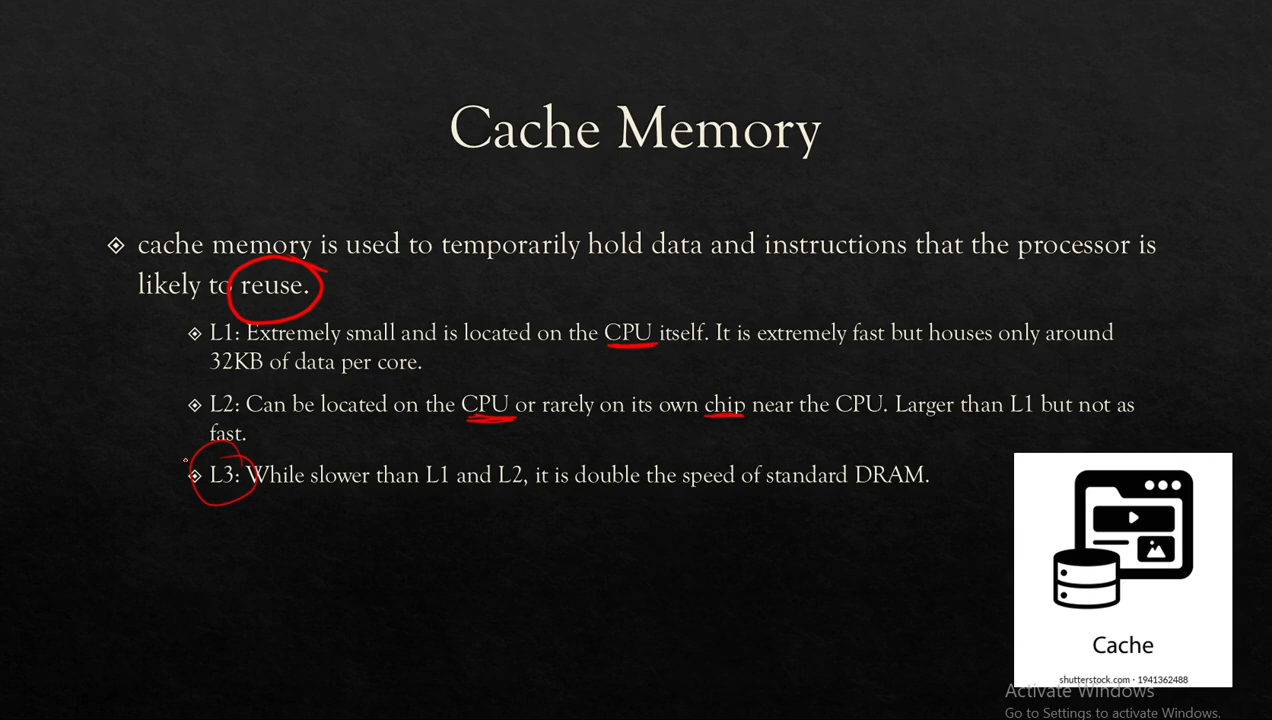 Cache Memory
cache memory is used to temporarily hold data and instructions that the processor is
likely to reuse.
L1: Extremely small and is located on the CPU itself. It is extremely fast but houses only around
32KB of data per core.
L2: Can be located on the CPU or rarely on its own chip near the CPU. Larger than L1 but not as
fast.
L3: While slower than L1 and L2, it is double the speed of standard DRAM.
Cache
shutterstock.com · 1941362488
Activate Windows
Go to Settings to activate Windows.